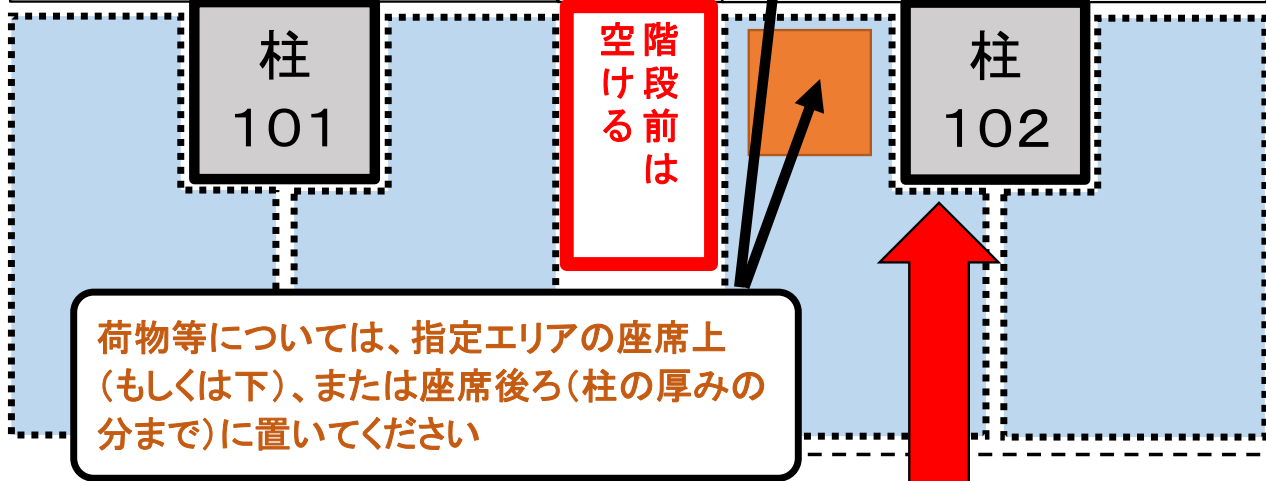 柱
101
階段前は
空ける
柱
102
荷物等については、指定エリアの座席上
(もしくは下)、または座席後ろ(柱の厚みの
分まで)に置いてください